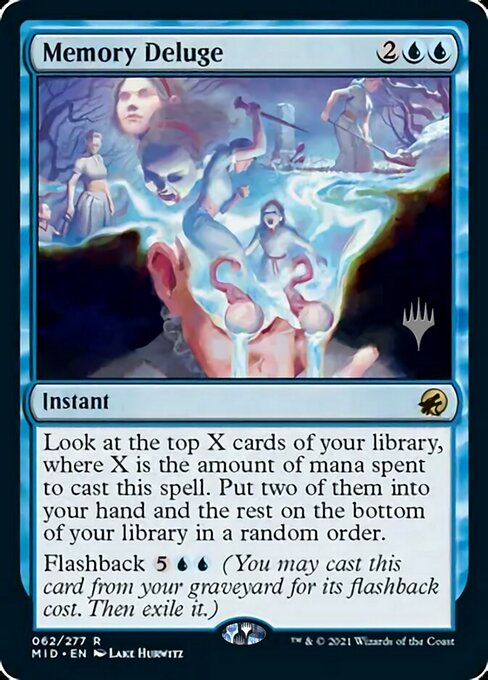 Memory Deluge 2
Instant
Look at the top X cards of your library,
where X is the amount of mana spent
to cast this spell. Put two of them into
your hand and the rest on the bottom
of your library in a random order.
Flashback 5 (You may cast this
card from your graveyard for its flashback
cost. Then exile it.)
062/277 R
MID • EN Lake Hurwitz
™ & © 2021 Wizards of the Coast